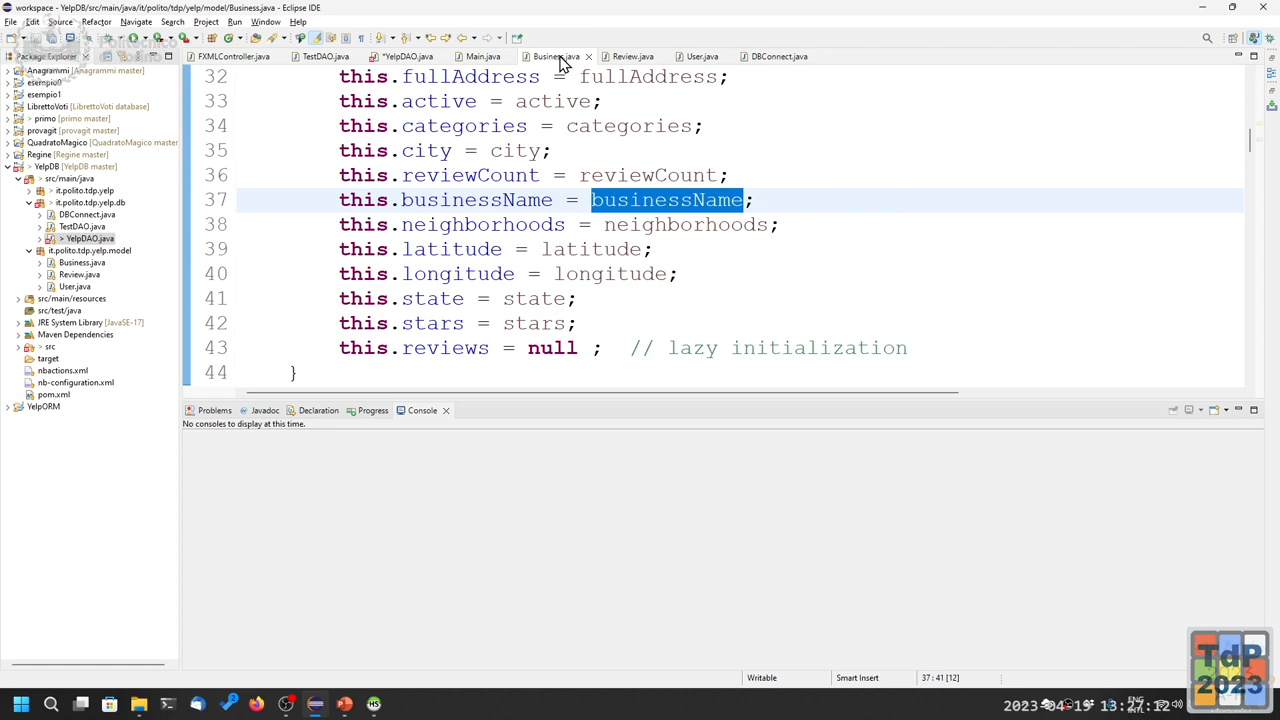 workspace - YelpDB/src/main/java/it/polito/tdp/yelp/model/Business.java - Eclipse IDE
File Edit Source Refactor Navigate Search Project Run Window Help
Package Explorer
FXMLController.java TestDAO.java *YelpDAO.java Main.java Business.java Review.java User.java DBConnect.java
Anagrammi [Anagrammi master]
esempio0
esempio1
LibrettoVoti [LibrettoVoti database]
> primo [primo master]
provagit [provagit master]
QuadratoMagico [QuadratoMagico master]
Regine [Regine master]
YelpDB [YelpDB master]
> src/main/java
> it.polito.tdp.yelp
> it.polito.tdp.yelp.db
DBConnect.java
TestDAO.java
> YelpDAO.java
it.polito.tdp.yelp.model
Business.java
Review.java
User.java
src/main/resources
src/test/java
JRE System Library [JavaSE-17]
Maven Dependencies
> src
target
nbactions.xml
nb-configuration.xml
pom.xml
YelpORM
32 this.fullAddress = fullAddress;
33 this.active = active;
34 this.categories = categories;
35 this.city = city;
36 this.reviewCount = reviewCount;
37 this.businessName = businessName;
38 this.neighborhoods = neighborhoods;
39 this.latitude = latitude;
40 this.longitude = longitude;
41 this.state = state;
42 this.stars = stars;
43 this.reviews = null ; // lazy initialization
44 }
Problems Javadoc Declaration Progress Console
No consoles to display at this time.
Writable Smart Insert 37 : 41 [12]
TdP
2023
ENG